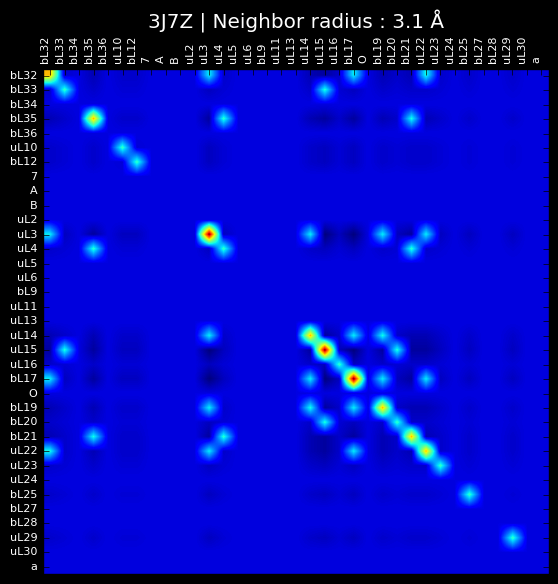 3J7Z | Neighbor radius : 3.1 Å
bL32 bL33 bL34 bL35 bL36 uL10 bL12 7 A B uL2 uL3 uL4 uL5 uL6 bL9 uL11 uL13 uL14 uL15 uL16 bL17 O bL19 bL20 bL21 uL22 uL23 uL24 bL25 bL27 bL28 uL29 uL30 a
bL32
bL33
bL34
bL35
bL36
uL10
bL12
7
A
B
uL2
uL3
uL4
uL5
uL6
bL9
uL11
uL13
uL14
uL15
uL16
bL17
O
bL19
bL20
bL21
uL22
uL23
uL24
bL25
bL27
bL28
uL29
uL30
a